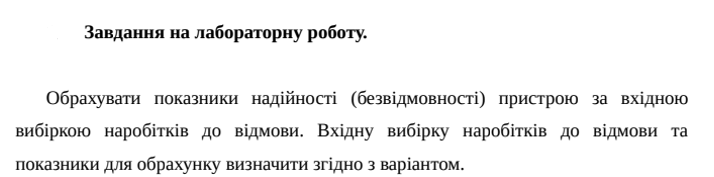 Завдання на лабораторну роботу.
Обрахувати показники надійності (безвідмовності) пристрою за вхідною
вибіркою наробітків до відмови. Вхідну вибірку наробітків до відмови та
показники для обрахунку визначити згідно з варіантом.